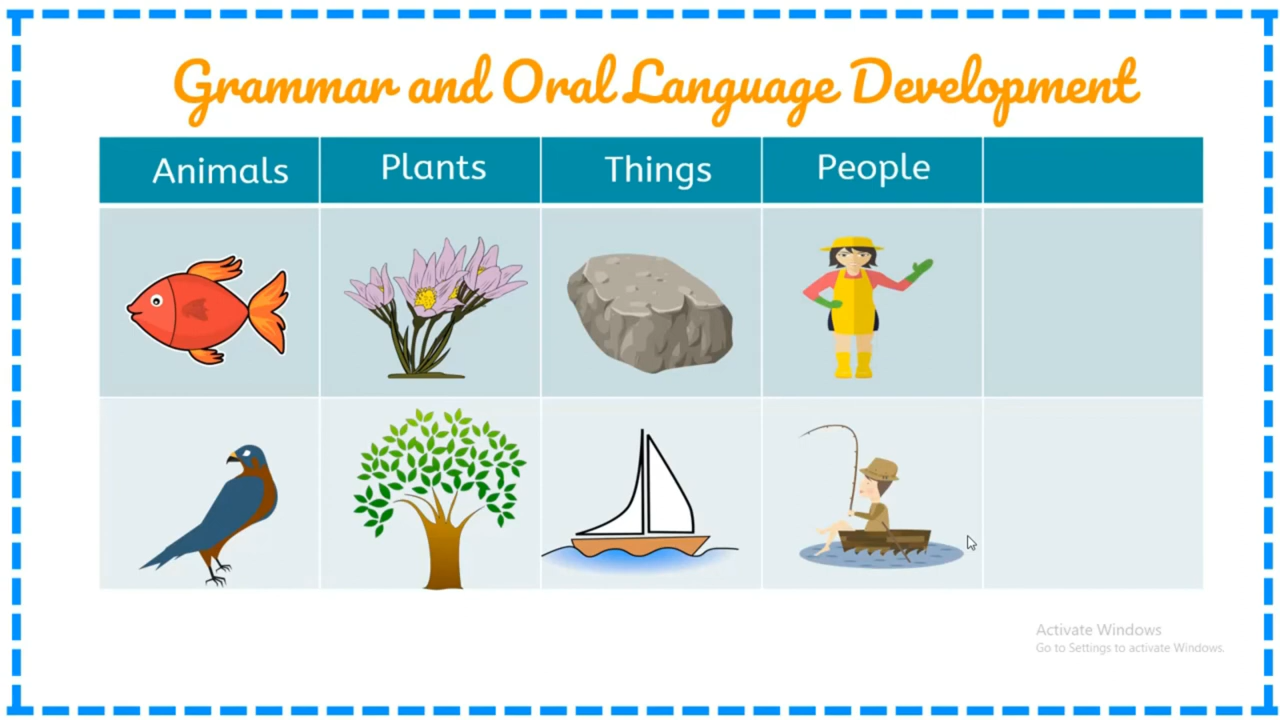 Grammar and Oral Language Development
Animals Plants Things People
Activate Windows
Go to Settings to activate Windows.